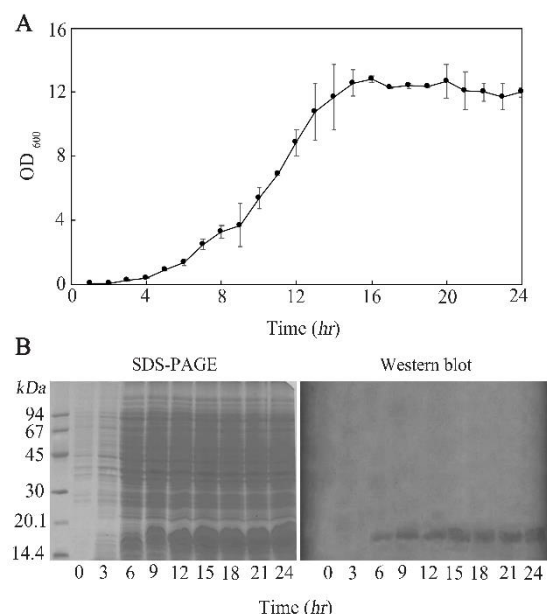 A
16
12
8
4
0
OD 600
0 4 8 12 16 20 24
Time (hr)
B
SDS-PAGE Western blot
kDa
94
67
45
30
20.1
14.4
0 3 6 9 12 15 18 21 24 0 3 6 9 12 15 18 21 24
Time (hr)